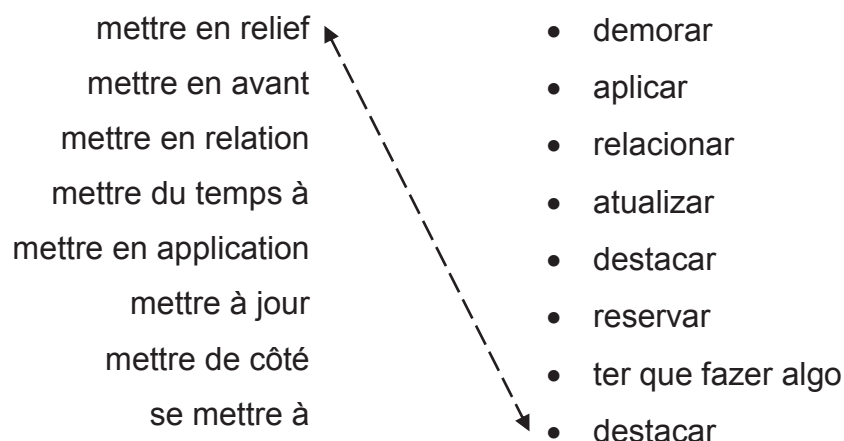 mettre en relief
mettre en avant
mettre en relation
mettre du temps à
mettre en application
mettre à jour
mettre de côté
se mettre à
• demorar
• aplicar
• relacionar
• atualizar
• destacar
• reservar
• ter que fazer algo
• destacar